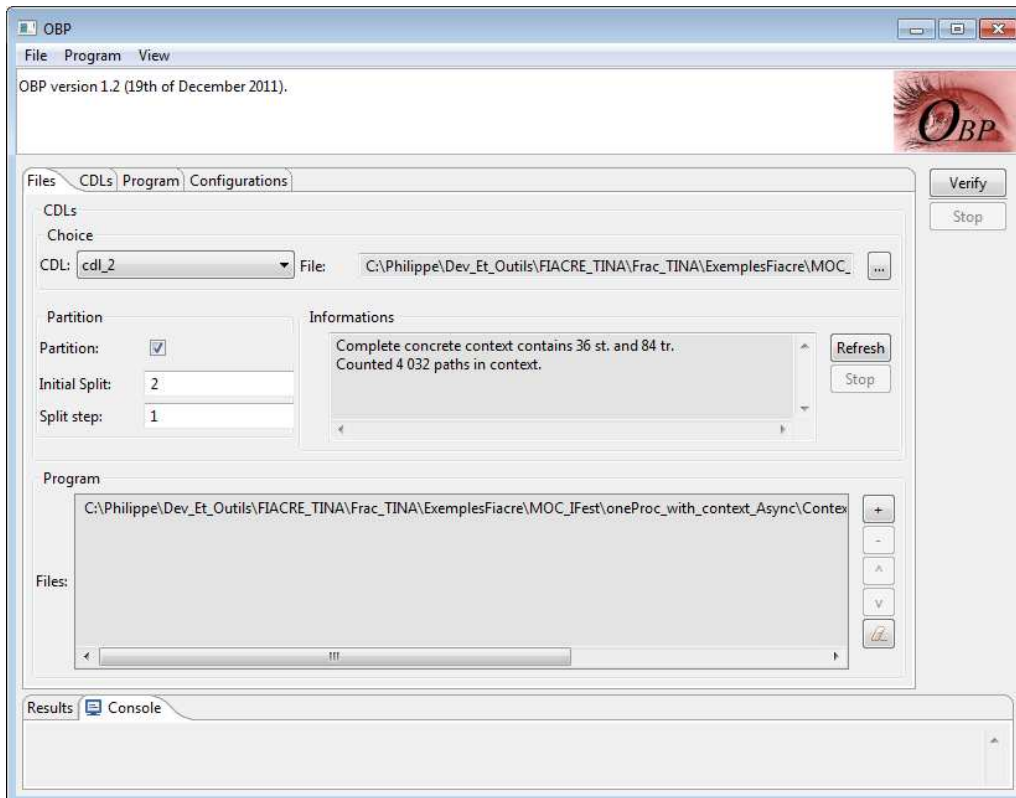 OBP
File Program View
OBP version 1.2 (19th of December 2011).
OBP
Files CDLs Program Configurations
Verify
Stop
CDLs
Choice
CDL: cdl_2 File: C:\Philippe\Dev_Et_Outils\FIACRE_TINA\Frac_TINA\ExemplesFiacre\MOC_ ...
Partition
Partition:
Initial Split: 2
Split step: 1
Informations
Complete concrete context contains 36 st. and 84 tr.
Counted 4 032 paths in context.
Refresh
Stop
Program
C:\Philippe\Dev_Et_Outils\FIACRE_TINA\Frac_TINA\ExemplesFiacre\MOC_IFest\oneProc_with_context_Async\Contex
Files:
+
-
^
v
Results Console